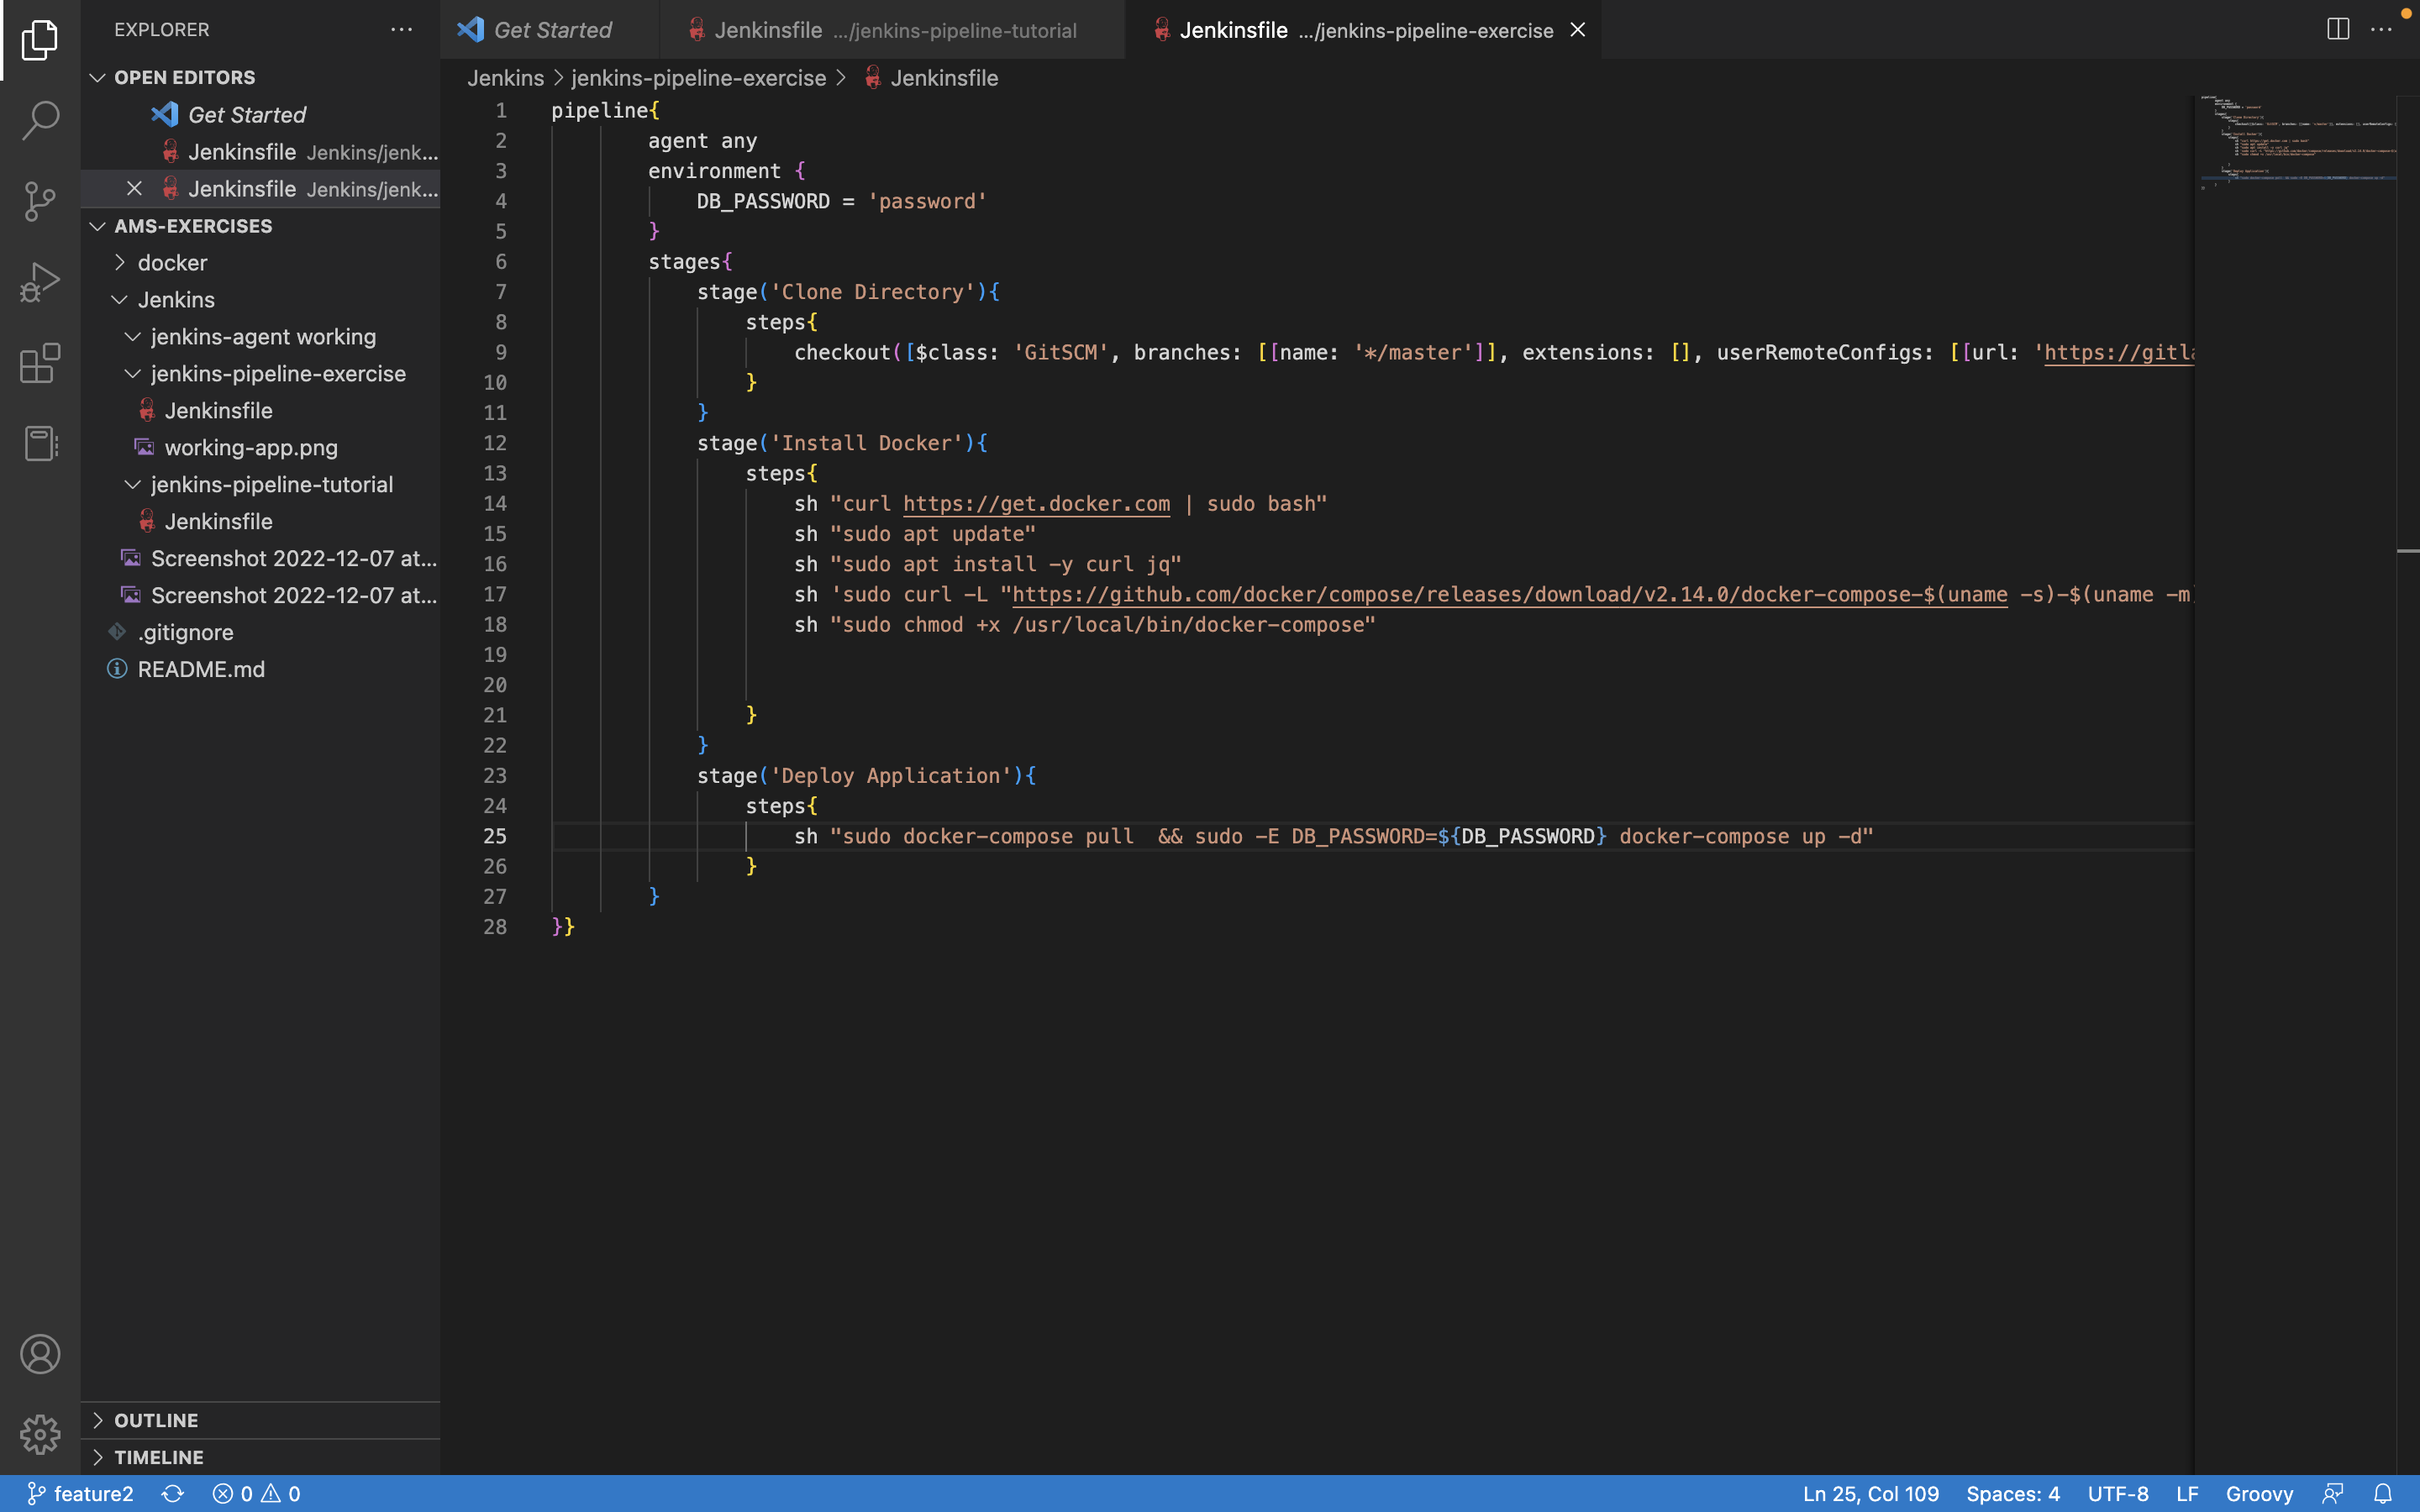 EXPLORER
OPEN EDITORS
Get Started
Jenkinsfile Jenkins/jenk...
Jenkinsfile Jenkins/jenk...
AMS-EXERCISES
docker
Jenkins
jenkins-agent working
jenkins-pipeline-exercise
Jenkinsfile
working-app.png
jenkins-pipeline-tutorial
Jenkinsfile
Screenshot 2022-12-07 at...
Screenshot 2022-12-07 at...
.gitignore
README.md
OUTLINE
TIMELINE
Get Started
Jenkinsfile .../jenkins-pipeline-tutorial
Jenkinsfile .../jenkins-pipeline-exercise
Jenkins > jenkins-pipeline-exercise > Jenkinsfile
1 pipeline{
2 agent any
3 environment {
4 DB_PASSWORD = 'password'
5 }
6 stages{
7 stage('Clone Directory'){
8 steps{
9 checkout([$class: 'GitSCM', branches: [[name: '*/master']], extensions: [], userRemoteConfigs: [[url: 'https://gitla
10 }
11 }
12 stage('Install Docker'){
13 steps{
14 sh "curl https://get.docker.com | sudo bash"
15 sh "sudo apt update"
16 sh "sudo apt install -y curl jq"
17 sh 'sudo curl -L "https://github.com/docker/compose/releases/download/v2.14.0/docker-compose-$(uname -s)-$(uname -m)
18 sh "sudo chmod +x /usr/local/bin/docker-compose"
19
20
21 }
22 }
23 stage('Deploy Application'){
24 steps{
25 sh "sudo docker-compose pull  && sudo -E DB_PASSWORD=${DB_PASSWORD} docker-compose up -d"
26 }
27 }
28 }}
feature2 0 0
Ln 25, Col 109 Spaces: 4 UTF-8 LF Groovy